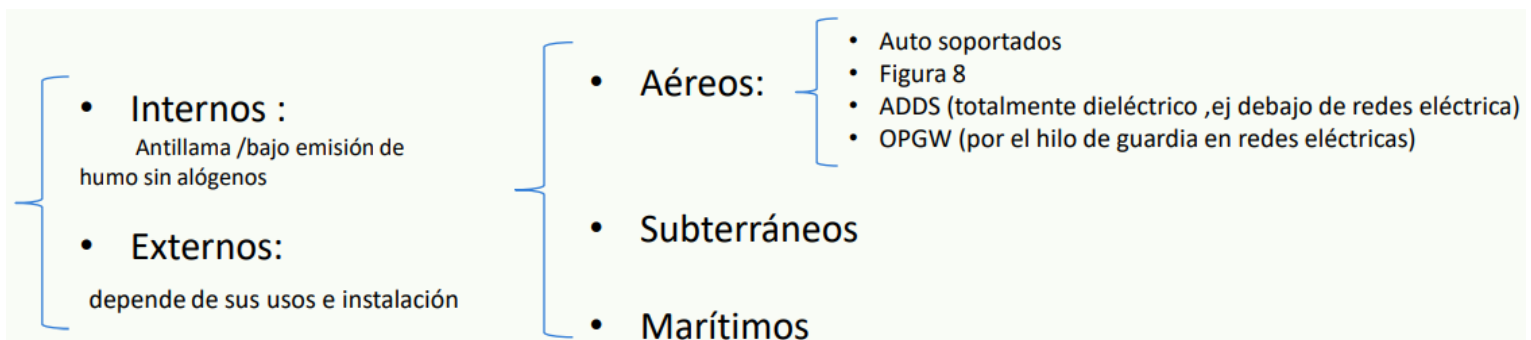 • Internos :
Antillama /bajo emisión de
humo sin alógenos
• Externos:
depende de sus usos e instalación
• Aéreos:
• Auto soportados
• Figura 8
• ADDS (totalmente dieléctrico ,ej debajo de redes eléctrica)
• OPGW (por el hilo de guardia en redes eléctricas)
• Subterráneos
• Marítimos